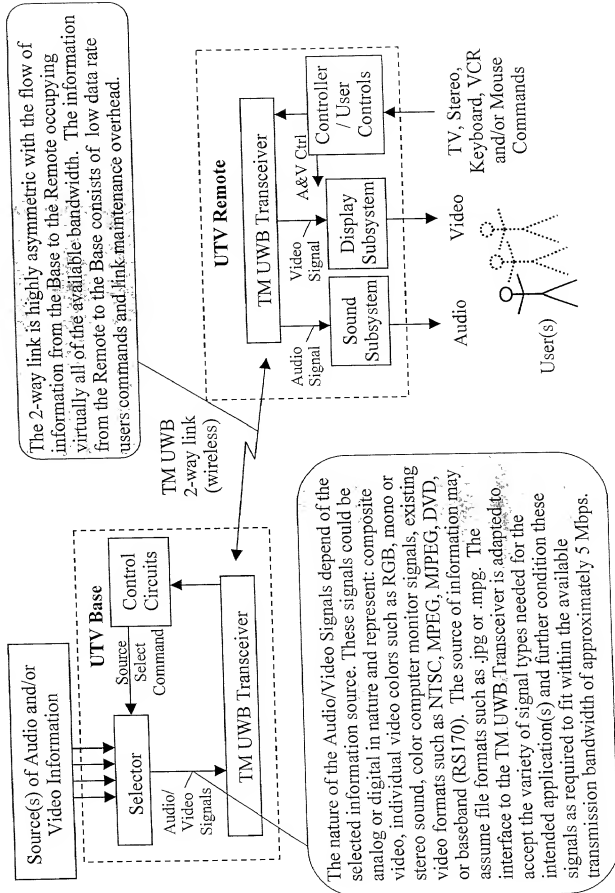 Source(s) of Audio and/or
Video Information
UTV Base
Selector
Source
Select
Command
Control
Circuits
Audio/
Video
Signals
TM UWB Transceiver
TM UWB
2-way link
(wireless)
The 2-way link is highly asymmetric with the flow of
information from the Base to the Remote occupying
virtually all of the available bandwidth. The information
from the Remote to the Base consists of low data rate
users commands and link maintenance overhead.
UTV Remote
TM UWB Transceiver
Audio
Signal
Video
Signal
A&V Ctrl
Sound
Subsystem
Display
Subsystem
Controller
/ User
Controls
Audio
Video
TV, Stereo,
Keyboard, VCR
and/or Mouse
Commands
User(s)
The nature of the Audio/Video Signals depend of the
selected information source. These signals could be
analog or digital in nature and represent: composite
video, individual video colors such as RGB, mono or
stereo sound, color computer monitor signals, existing
video formats such as NTSC, MPEG, MJPEG, DVD,
or baseband (RS170). The source of information may
assume file formats such as .jpg or .mpg. The
interface to the TM UWB Transceiver is adapted to
accept the variety of signal types needed for the
intended application(s) and further condition these
signals as required to fit within the available
transmission bandwidth of approximately 5 Mbps.